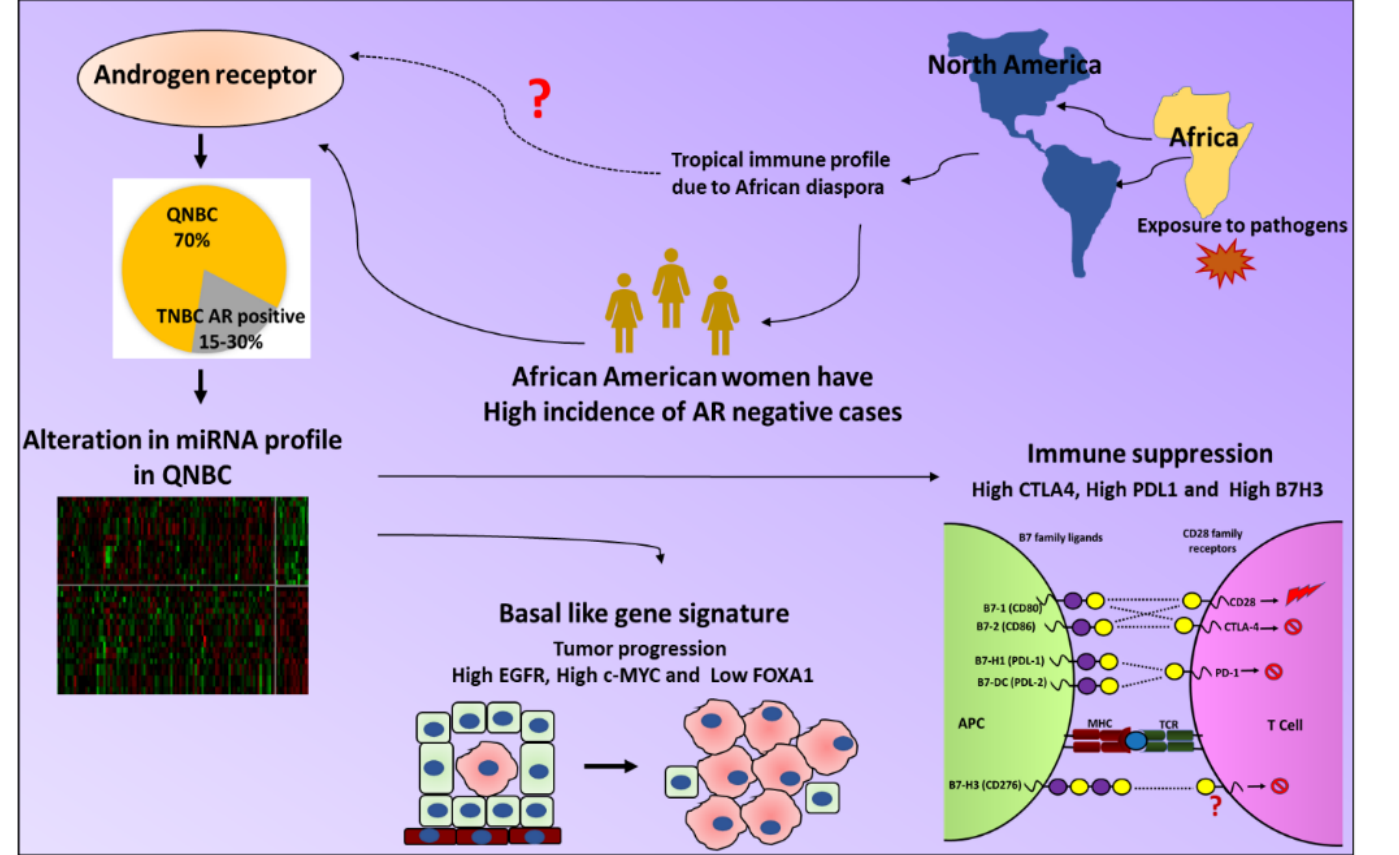 Androgen receptor
?
North America
Africa
Exposure to pathogens
Tropical immune profile
due to African diaspora
QNBC
70%
TNBC AR positive
15-30%
African American women have
High incidence of AR negative cases
Alteration in miRNA profile
in QNBC
Immune suppression
High CTLA4, High PDL1 and High B7H3
Basal like gene signature
Tumor progression
High EGFR, High c-MYC and Low FOXA1
B7 family ligands
CD28 family
receptors
B7-1 (CD80)
CD28
B7-2 (CD86)
CTLA-4
B7-H1 (PDL-1)
PD-1
B7-DC (PDL-2)
APC
MHC
TCR
T Cell
B7-H3 (CD276)
?